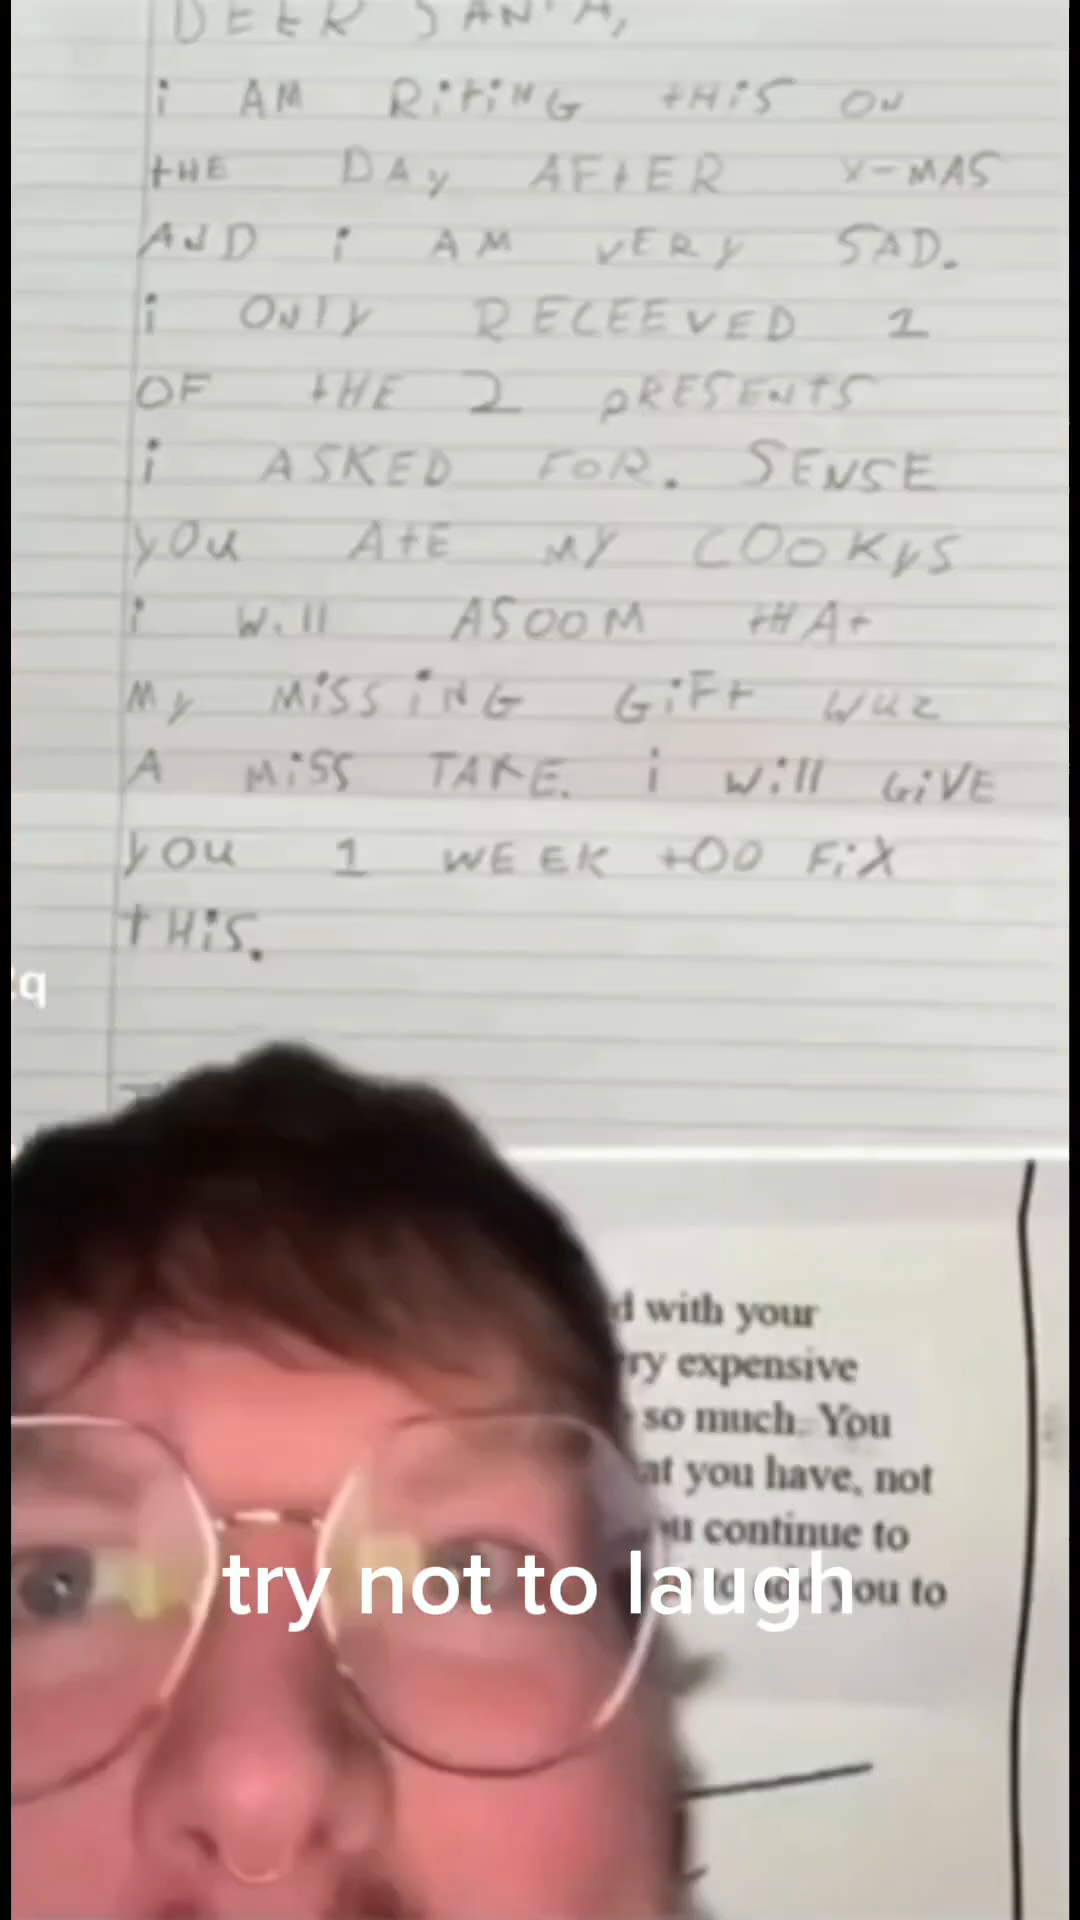 DEER SANTA,
i AM RiTiNG tHiS ON
tHE DAy AFtER X-MAS
AND i AM VERY SAD.
i ONly RECEEVED 1
OF tHE 2 PRESENTS
i ASKED FOR. SENSE
you AtE MY COOKyS
i Will ASOOM tHAt
My MiSSiNG GiFt WUZ
A MiSS TAKE. i Will GiVE
you 1 WEEK tOO FiX
tHiS.
q
with your
expensive
so much. You
you have, not
continue to
try not to laugh
you to